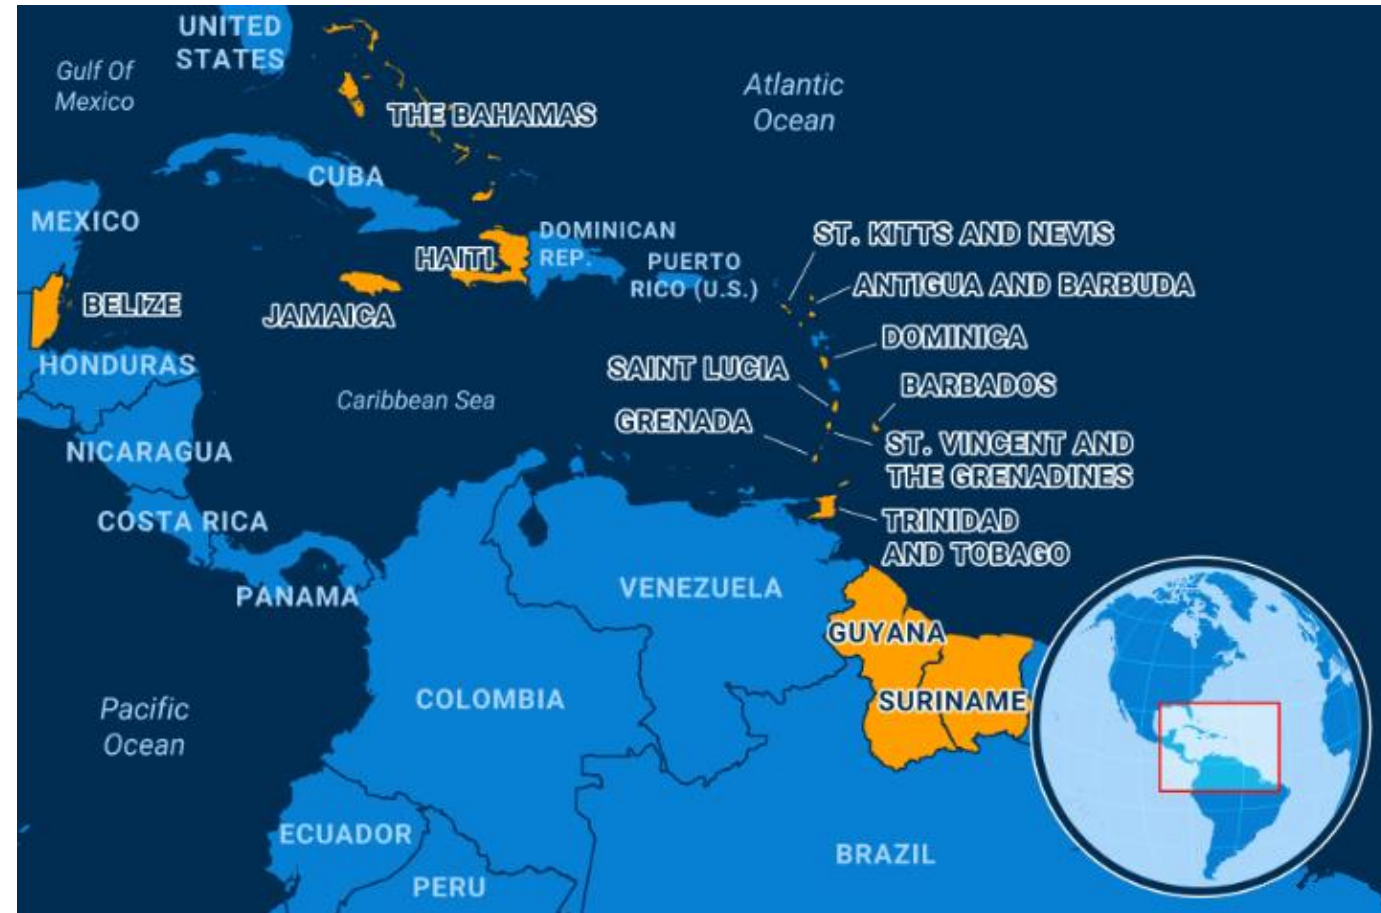 UNITED
STATES
Gulf Of
Mexico
Atlantic
Ocean
THE BAHAMAS
CUBA
MEXICO
DOMINICAN
REP.
HAITI
PUERTO
RICO (U.S.)
ST. KITTS AND NEVIS
ANTIGUA AND BARBUDA
BELIZE
JAMAICA
DOMINICA
HONDURAS
SAINT LUCIA
BARBADOS
Caribbean Sea
GRENADA
ST. VINCENT AND
THE GRENADINES
NICARAGUA
COSTA RICA
TRINIDAD
AND TOBAGO
PANAMA
VENEZUELA
GUYANA
COLOMBIA
SURINAME
Pacific
Ocean
ECUADOR
BRAZIL
PERU